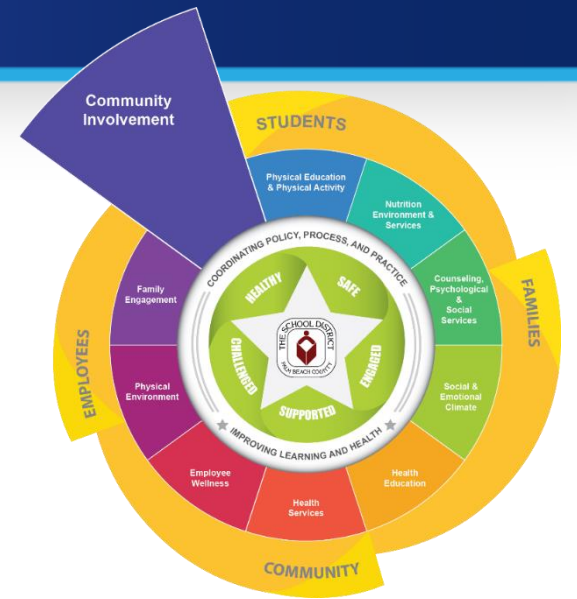 Community
Involvement
STUDENTS
Physical Education
& Physical Activity
Nutrition
Environment &
Services
COORDINATING POLICY, PROCESS, AND PRACTICE
Counseling,
Psychological
&
Social
Services
FAMILIES
Family
Engagement
HEALTHY
SAFE
THE SCHOOL DISTRICT
PALM BEACH COUNTY
EMPLOYEES
CHALLENGED
ENGAGED
SUPPORTED
Physical
Environment
Social &
Emotional
Climate
IMPROVING LEARNING AND HEALTH
Employee
Wellness
Health
Services
Health
Education
COMMUNITY